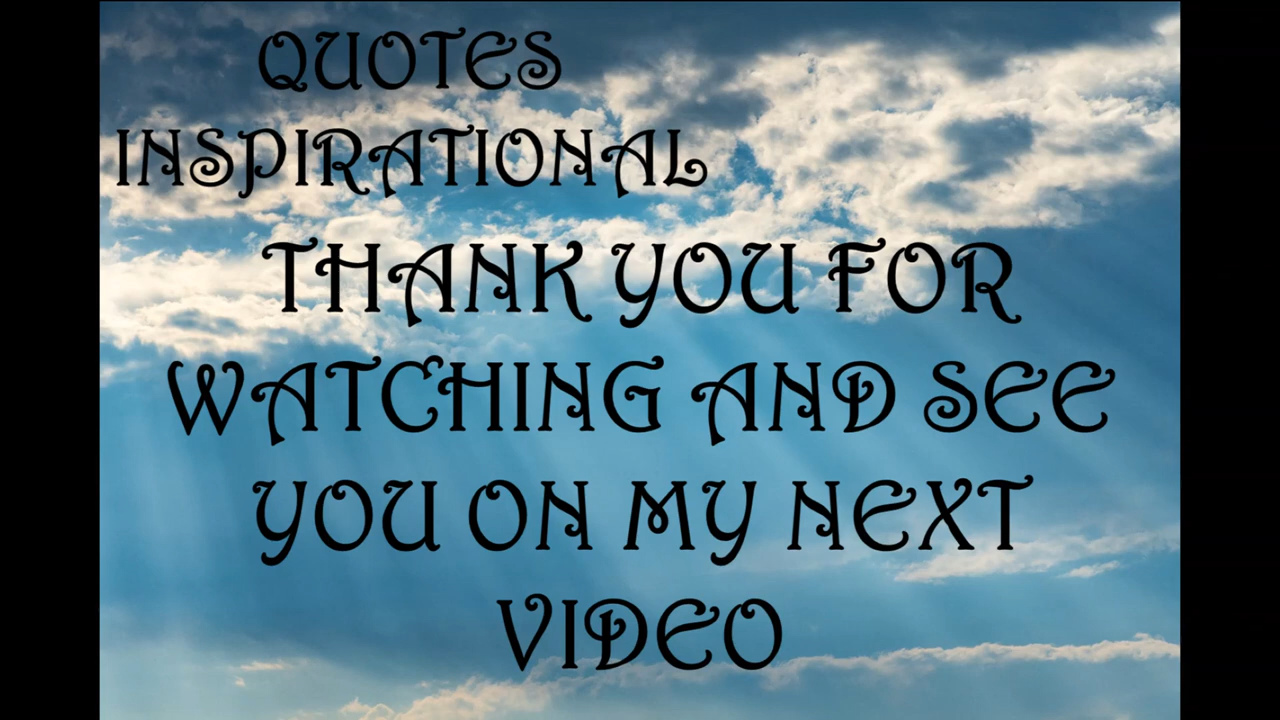 QUOTES
INSPIRATIONAL
THANK YOU FOR
WATCHING AND SEE
YOU ON MY NEXT
VIDEO